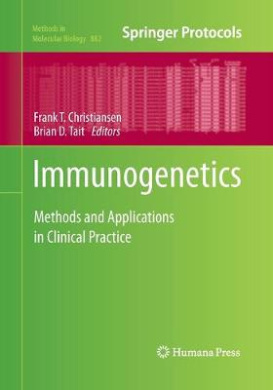 Methods in
Molecular Biology 882
Springer Protocols
Frank T. Christiansen
Brian D. Tait Editors
Immunogenetics
Methods and Applications
in Clinical Practice
Humana Press